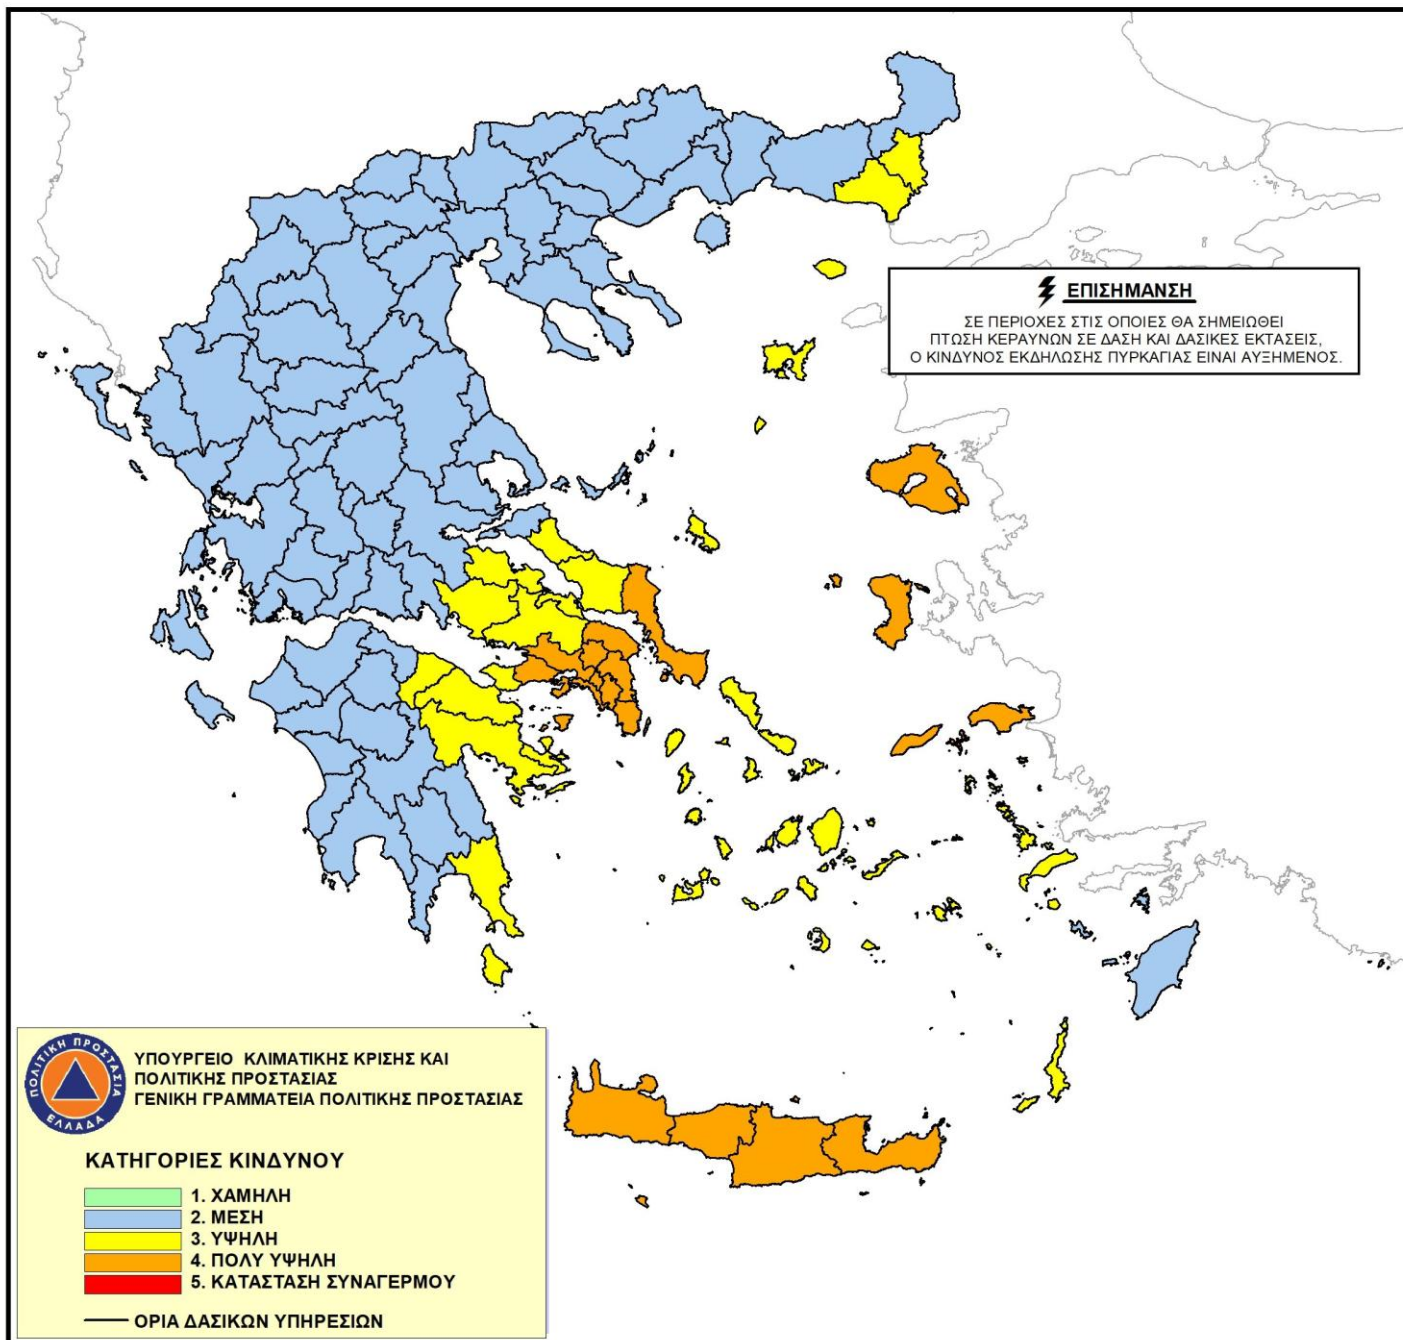 ΕΠΙΣΗΜΑΝΣΗ
ΣΕ ΠΕΡΙΟΧΕΣ ΣΤΙΣ ΟΠΟΙΕΣ ΘΑ ΣΗΜΕΙΩΘΕΙ
ΠΤΩΣΗ ΚΕΡΑΥΝΩΝ ΣΕ ΔΑΣΗ ΚΑΙ ΔΑΣΙΚΕΣ ΕΚΤΑΣΕΙΣ,
Ο ΚΙΝΔΥΝΟΣ ΕΚΔΗΛΩΣΗΣ ΠΥΡΚΑΓΙΑΣ ΕΙΝΑΙ ΑΥΞΗΜΕΝΟΣ.
ΠΟΛΙΤΙΚΗ ΠΡΟΣΤΑΣΙΑ
ΕΛΛΑΔΑ
ΥΠΟΥΡΓΕΙΟ ΚΛΙΜΑΤΙΚΗΣ ΚΡΙΣΗΣ ΚΑΙ
ΠΟΛΙΤΙΚΗΣ ΠΡΟΣΤΑΣΙΑΣ
ΓΕΝΙΚΗ ΓΡΑΜΜΑΤΕΙΑ ΠΟΛΙΤΙΚΗΣ ΠΡΟΣΤΑΣΙΑΣ
ΚΑΤΗΓΟΡΙΕΣ ΚΙΝΔΥΝΟΥ
1. ΧΑΜΗΛΗ
2. ΜΕΣΗ
3. ΥΨΗΛΗ
4. ΠΟΛΥ ΥΨΗΛΗ
5. ΚΑΤΑΣΤΑΣΗ ΣΥΝΑΓΕΡΜΟΥ
ΟΡΙΑ ΔΑΣΙΚΩΝ ΥΠΗΡΕΣΙΩΝ